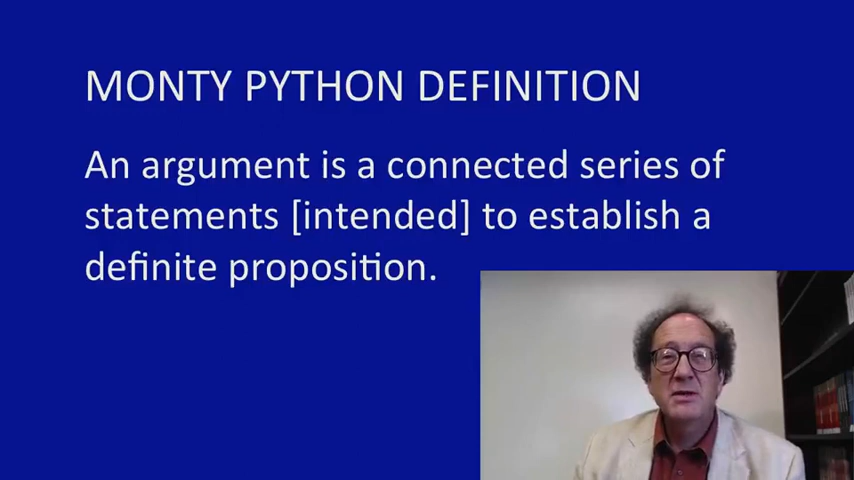 MONTY PYTHON DEFINITION
An argument is a connected series of
statements [intended] to establish a
definite proposition.